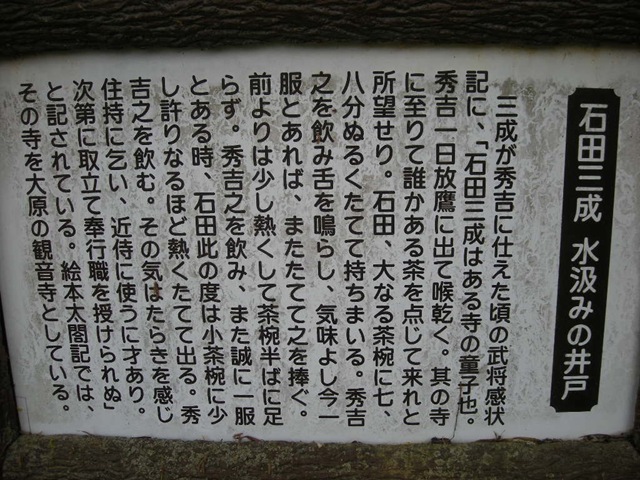 石田三成 水汲みの井戸
三成が秀吉に仕えた頃の武将感状
記に、「石田三成はある寺の童子也。
秀吉一日放鷹に出て喉乾く。其の寺
に至りて誰かある茶を点じて来れと
所望せり。石田、大なる茶椀に七、
八分ぬるくたてて持ちまいる。秀吉
之を飲み舌を鳴らし、気味よし今一
服とあれば、またたてて之を捧ぐ。
前よりは少し熱くして茶椀半ばに足
らず。秀吉之を飲み、また誠に一服
とある時、石田此の度は小茶椀に少
し許りなるほど熱くたてて出る。秀
吉之を飲む。その気はたらきを感じ
住持に乞い、近侍に使うに才あり。
次第に取立て奉行職を授けられぬ」
と記されている。絵本太閤記では、
その寺を大原の観音寺としている。